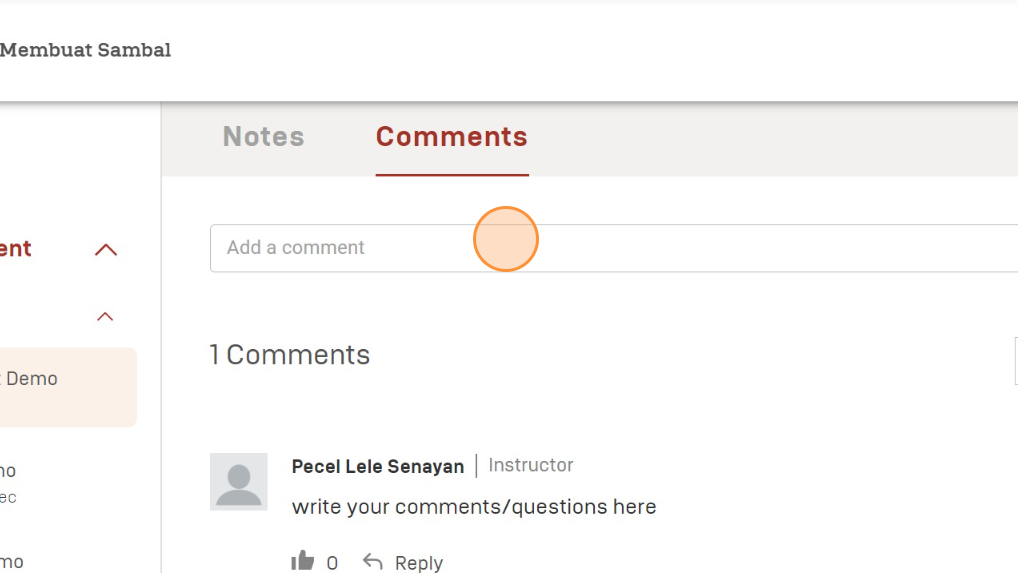 Membuat Sambal
Notes
Comments
ent
Add a comment
1 Comments
Demo
Pecel Lele Senayan | Instructor
no
ec
write your comments/questions here
mo
0
Reply